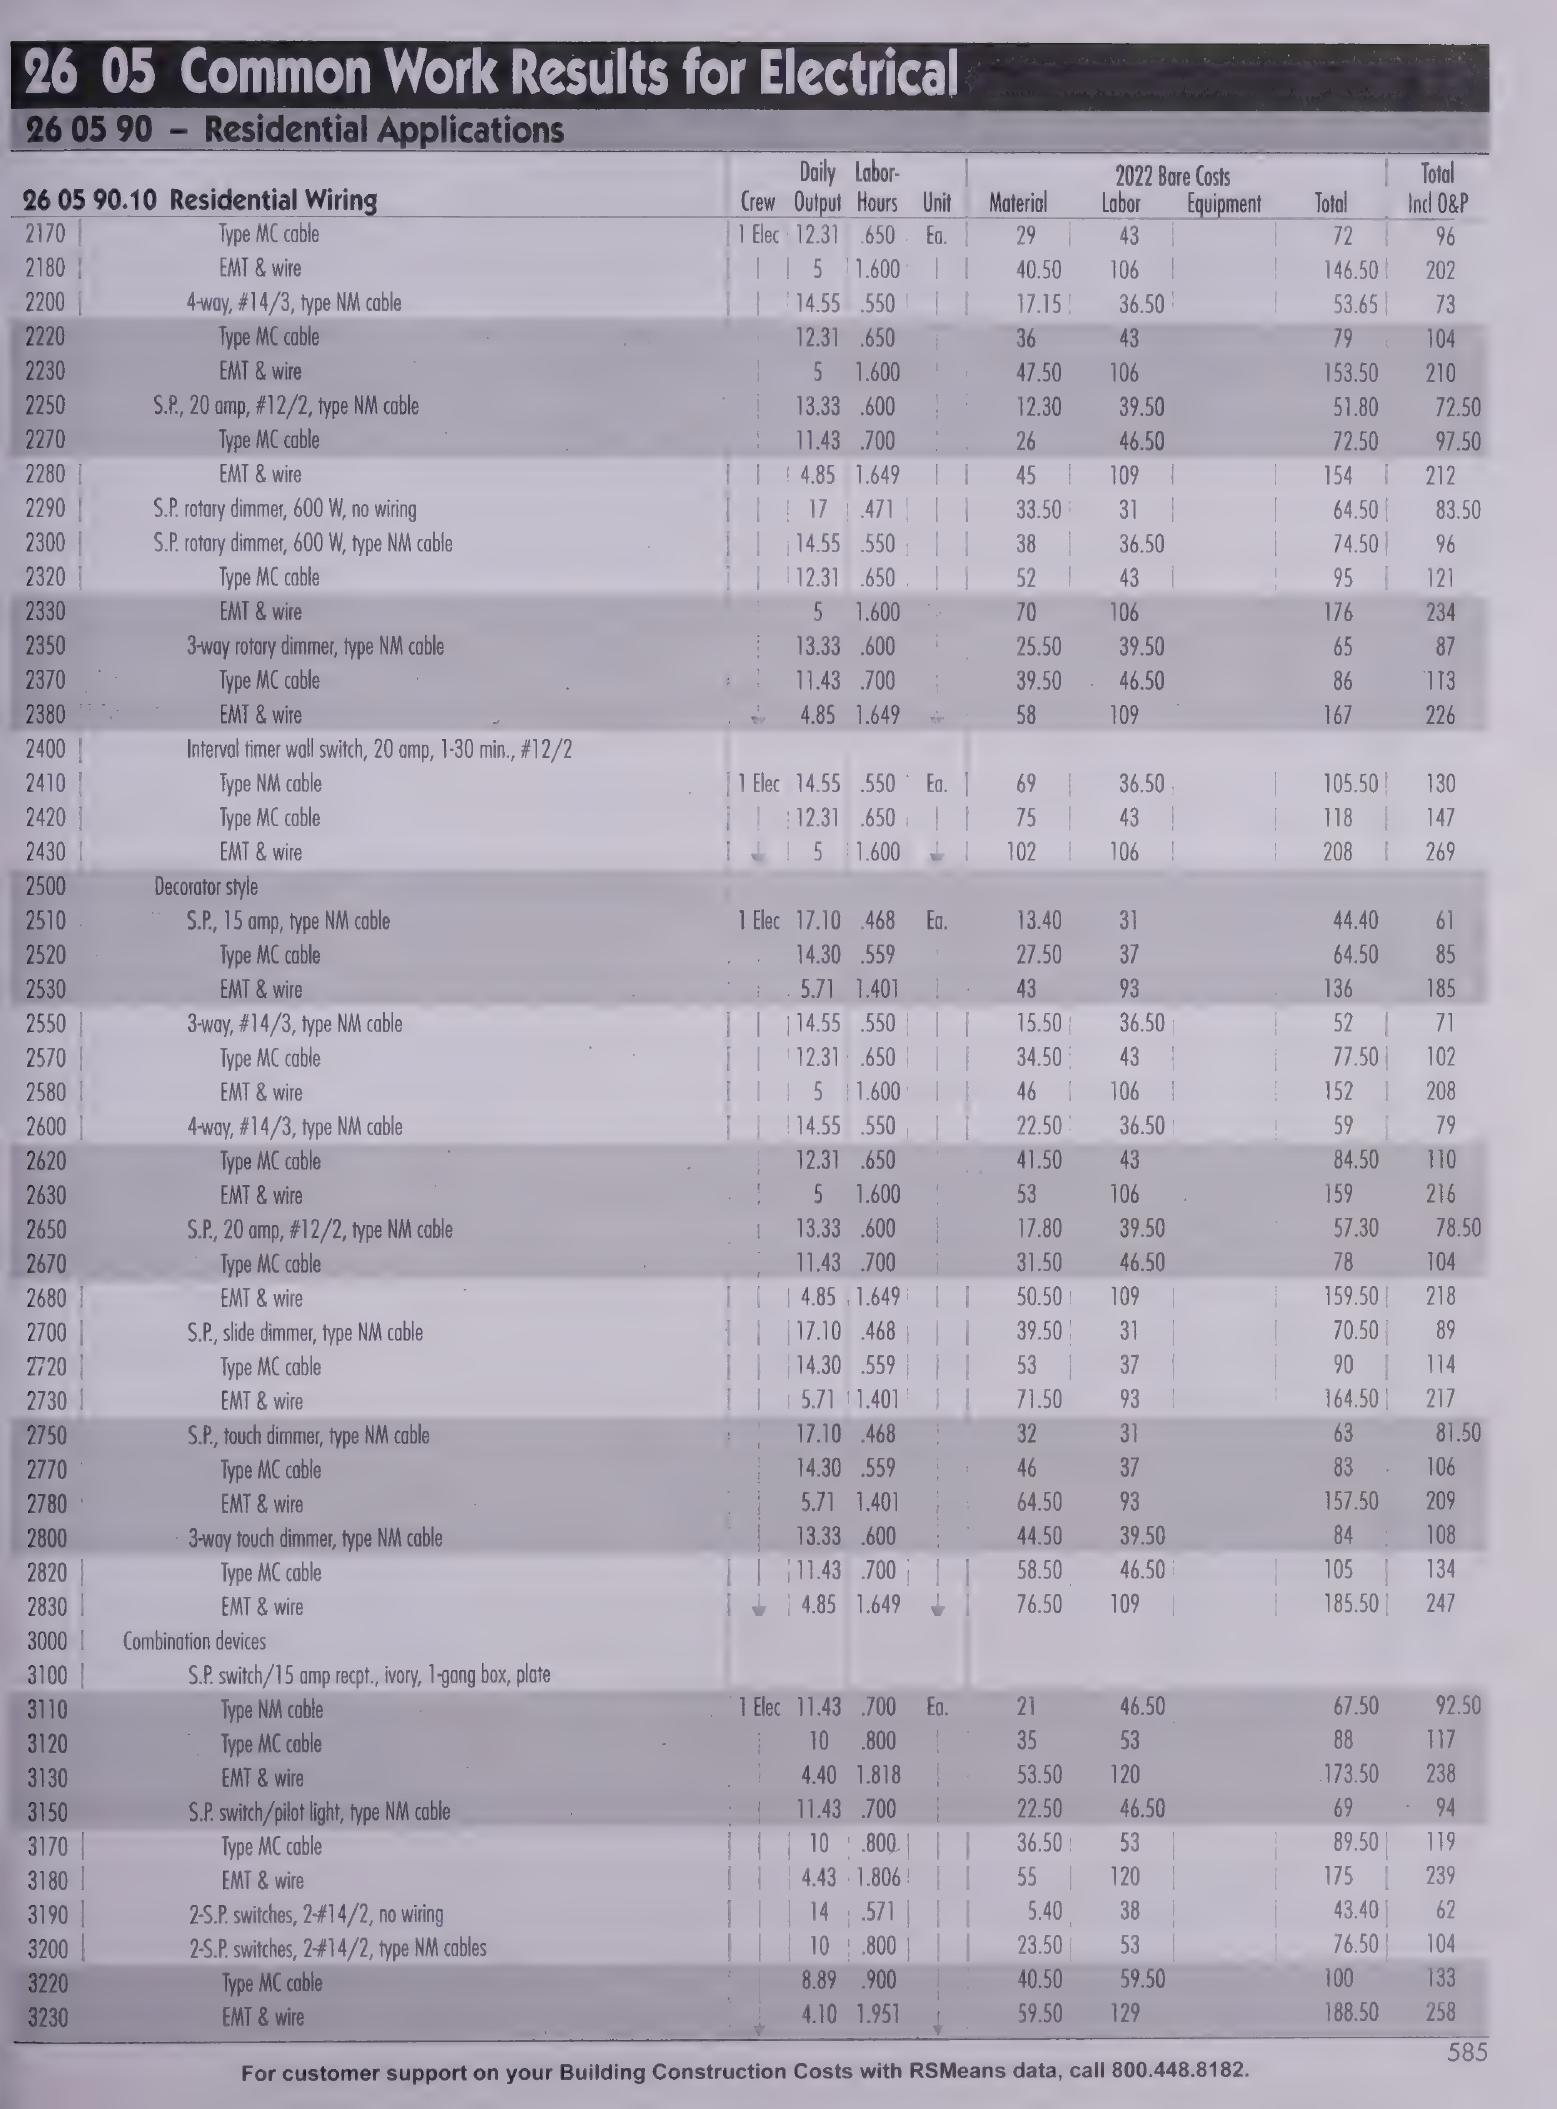 26 05 Common Work Results for Electrical
26 05 90 – Residential Applications
Daily Labor- 2022 Bare Costs Total
26 05 90.10 Residential Wiring Crew Output Hours Unit Material Labor Equipment Total Incl O&P
2170 Type MC cable 1 Elec 12.31 .650 Ea. 29 43 72 96
2180 EMT & wire 5 1.600 40.50 106 146.50 202
2200 4-way, #14/3, type NM cable 14.55 .550 17.15 36.50 53.65 73
2220 Type MC cable 12.31 .650 36 43 79 104
2230 EMT & wire 5 1.600 47.50 106 153.50 210
2250 S.P., 20 amp, #12/2, type NM cable 13.33 .600 12.30 39.50 51.80 72.50
2270 Type MC cable 11.43 .700 26 46.50 72.50 97.50
2280 EMT & wire 4.85 1.649 45 109 154 212
2290 S.P. rotary dimmer, 600 W, no wiring 17 .471 33.50 31 64.50 83.50
2300 S.P. rotary dimmer, 600 W, type NM cable 14.55 .550 38 36.50 74.50 96
2320 Type MC cable 12.31 .650 52 43 95 121
2330 EMT & wire 5 1.600 70 106 176 234
2350 3-way rotary dimmer, type NM cable 13.33 .600 25.50 39.50 65 87
2370 Type MC cable 11.43 .700 39.50 46.50 86 113
2380 EMT & wire 4.85 1.649 58 109 167 226
2400 Interval timer wall switch, 20 amp, 1-30 min., #12/2
2410 Type NM cable 1 Elec 14.55 .550 Ea. 69 36.50 105.50 130
2420 Type MC cable 12.31 .650 75 43 118 147
2430 EMT & wire 5 1.600 102 106 208 269
2500 Decorator style
2510 S.P., 15 amp, type NM cable 1 Elec 17.10 .468 Ea. 13.40 31 44.40 61
2520 Type MC cable 14.30 .559 27.50 37 64.50 85
2530 EMT & wire 5.71 1.401 43 93 136 185
2550 3-way, #14/3, type NM cable 14.55 .550 15.50 36.50 52 71
2570 Type MC cable 12.31 .650 34.50 43 77.50 102
2580 EMT & wire 5 1.600 46 106 152 208
2600 4-way, #14/3, type NM cable 14.55 .550 22.50 36.50 59 79
2620 Type MC cable 12.31 .650 41.50 43 84.50 110
2630 EMT & wire 5 1.600 53 106 159 216
2650 S.P., 20 amp, #12/2, type NM cable 13.33 .600 17.80 39.50 57.30 78.50
2670 Type MC cable 11.43 .700 31.50 46.50 78 104
2680 EMT & wire 4.85 1.649 50.50 109 159.50 218
2700 S.P., slide dimmer, type NM cable 17.10 .468 39.50 31 70.50 89
2720 Type MC cable 14.30 .559 53 37 90 114
2730 EMT & wire 5.71 1.401 71.50 93 164.50 217
2750 S.P., touch dimmer, type NM cable 17.10 .468 32 31 63 81.50
2770 Type MC cable 14.30 .559 46 37 83 106
2780 EMT & wire 5.71 1.401 64.50 93 157.50 209
2800 3-way touch dimmer, type NM cable 13.33 .600 44.50 39.50 84 108
2820 Type MC cable 11.43 .700 58.50 46.50 105 134
2830 EMT & wire 4.85 1.649 76.50 109 185.50 247
3000 Combination devices
3100 S.P. switch/15 amp recpt., ivory, 1-gang box, plate
3110 Type NM cable 1 Elec 11.43 .700 Ea. 21 46.50 67.50 92.50
3120 Type MC cable 10 .800 35 53 88 117
3130 EMT & wire 4.40 1.818 53.50 120 173.50 238
3150 S.P. switch/pilot light, type NM cable 11.43 .700 22.50 46.50 69 94
3170 Type MC cable 10 .800 36.50 53 89.50 119
3180 EMT & wire 4.43 1.806 55 120 175 239
3190 2-S.P. switches, 2-#14/2, no wiring 14 .571 5.40 38 43.40 62
3200 2-S.P. switches, 2-#14/2, type NM cables 10 .800 23.50 53 76.50 104
3220 Type MC cable 8.89 .900 40.50 59.50 100 133
3230 EMT & wire 4.10 1.951 59.50 129 188.50 258
For customer support on your Building Construction Costs with RSMeans data, call 800.448.8182.
585